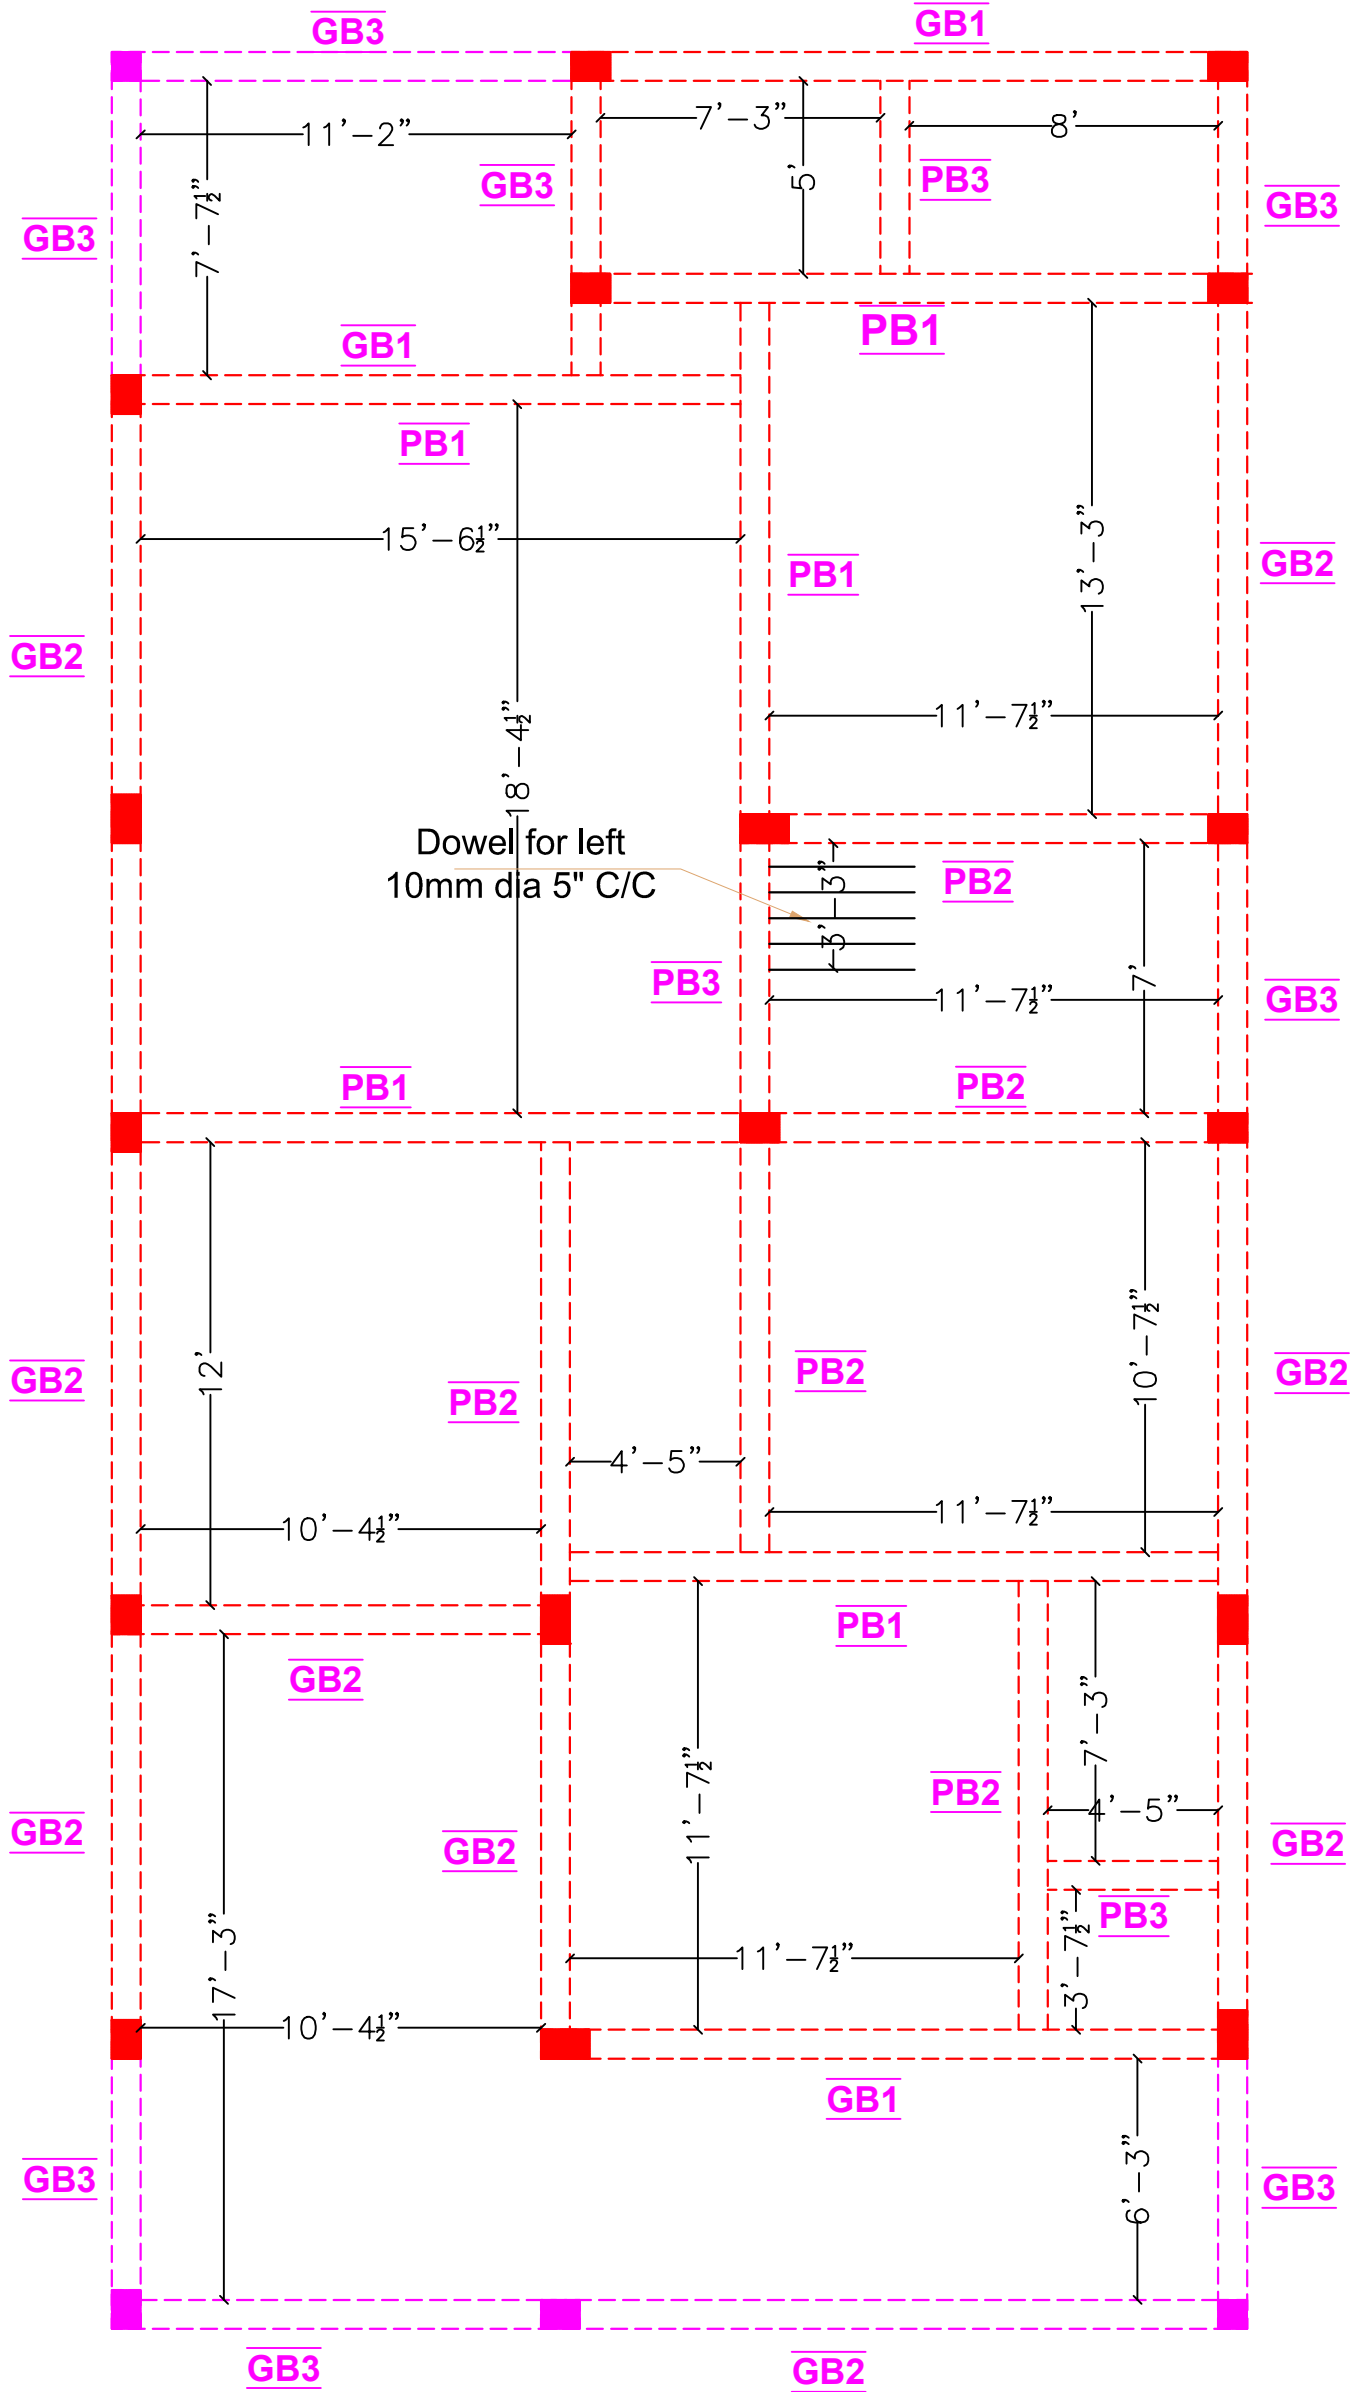 GB3
GB1
11'-2"
7'-3"
8'
GB3
PB3
5'
GB3
GB3
7'-7½"
GB1
PB1
PB1
15'-6½"
13'-3"
PB1
GB2
GB2
18'-4½"
11'-7½"
Dowel for left
10mm dia 5" C/C
3'-3"
PB2
PB3
7'
11'-7½"
GB3
PB1
PB2
12'
10'-7½"
GB2
PB2
PB2
GB2
4'-5"
10'-4½"
11'-7½"
PB1
GB2
7'-3"
11'-7½"
PB2
4'-5"
GB2
GB2
GB2
PB3
17'-3"
11'-7½"
3'-7½"
10'-4½"
GB1
GB3
6'-3"
GB3
GB3
GB2